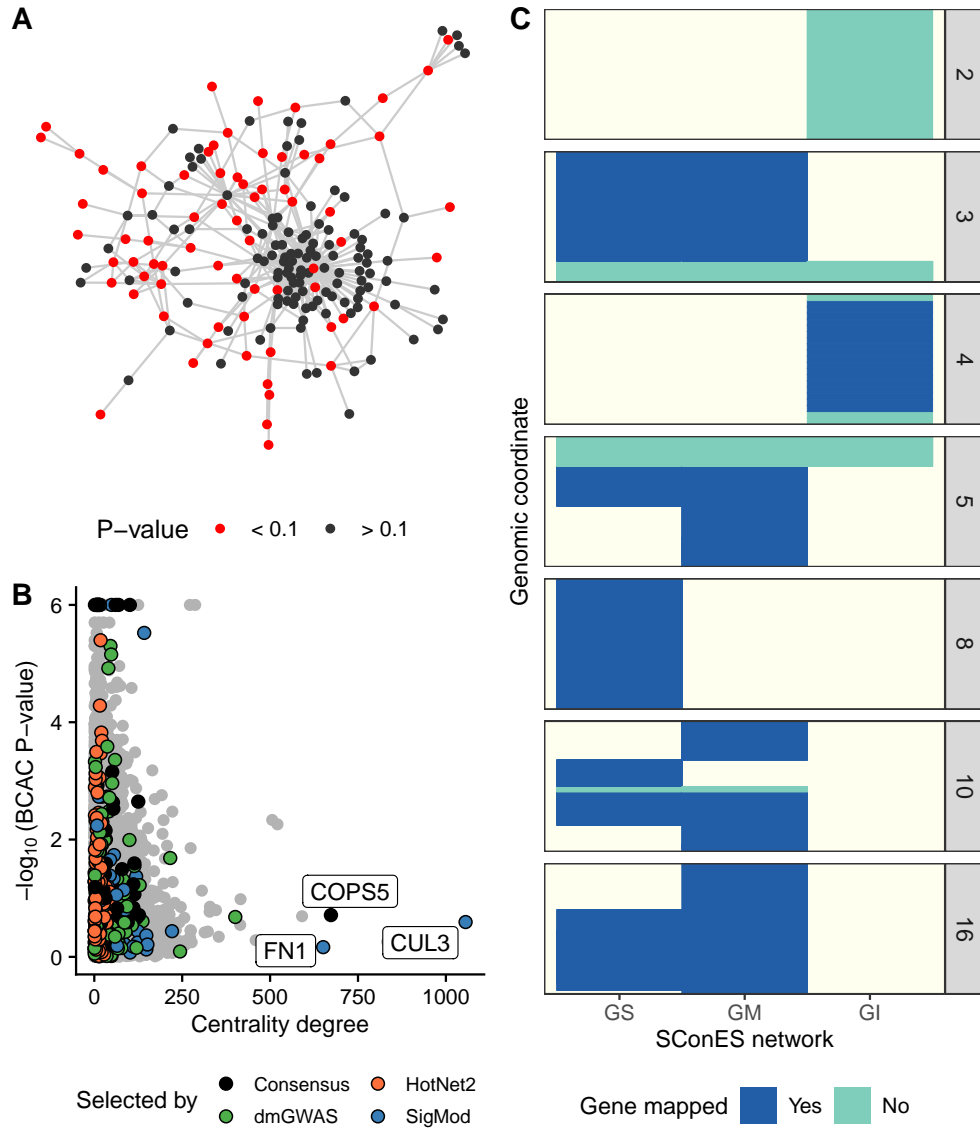 A
P−value < 0.1 > 0.1
B
−log10 (BCAC P−value)
6
4
2
0
COPS5
FN1
CUL3
0 250 500 750 1000
Centrality degree
Selected by
Consensus HotNet2
dmGWAS SigMod
C
Genomic coordinate
2
3
4
5
8
10
16
GS GM GI
SConES network
Gene mapped Yes No